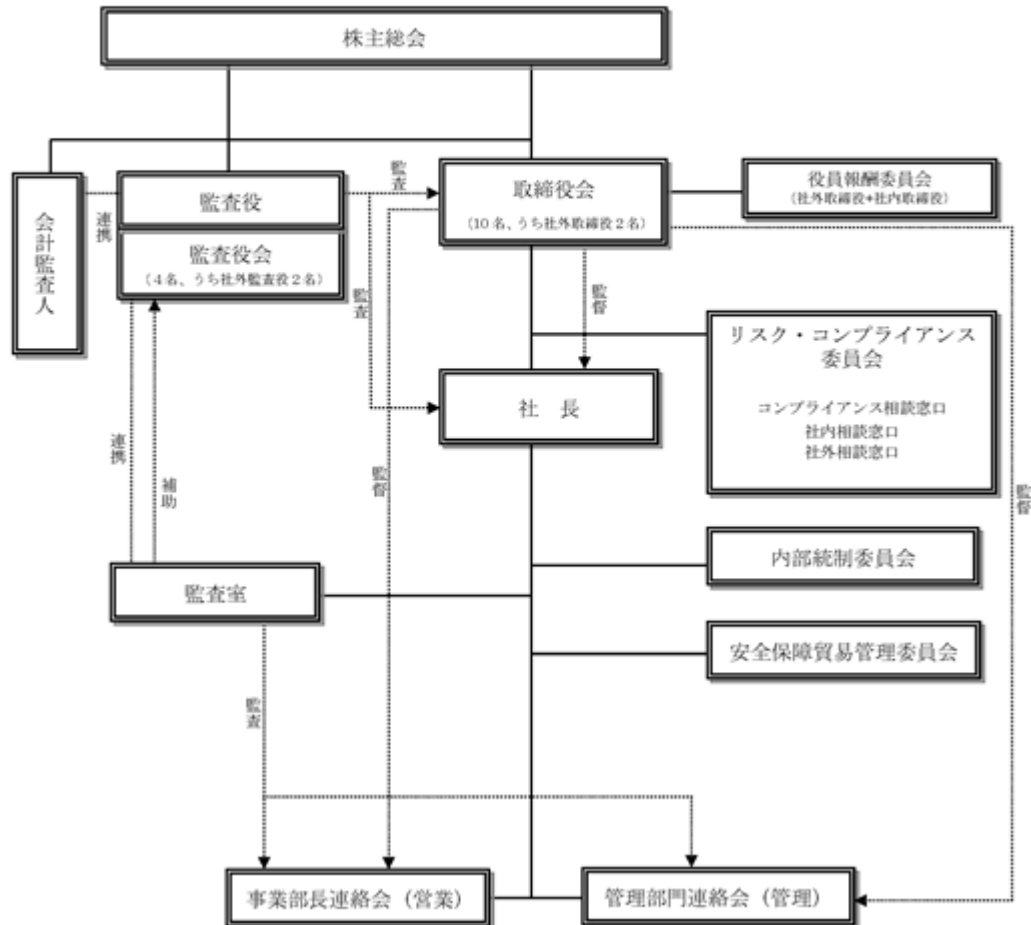 株主総会
監査
取締役会
(10名、うち社外取締役2名)
役員報酬委員会
(社外取締役+社内取締役)
会計監査人
連携
監査役
監査役会
(4名、うち社外監査役2名)
監査
監督
リスク・コンプライアンス
委員会
コンプライアンス相談窓口
社内相談窓口
社外相談窓口
社 長
連携
補助
監督
監督
内部統制委員会
監査室
安全保障貿易管理委員会
監査
事業部長連絡会(営業)
管理部門連絡会(管理)